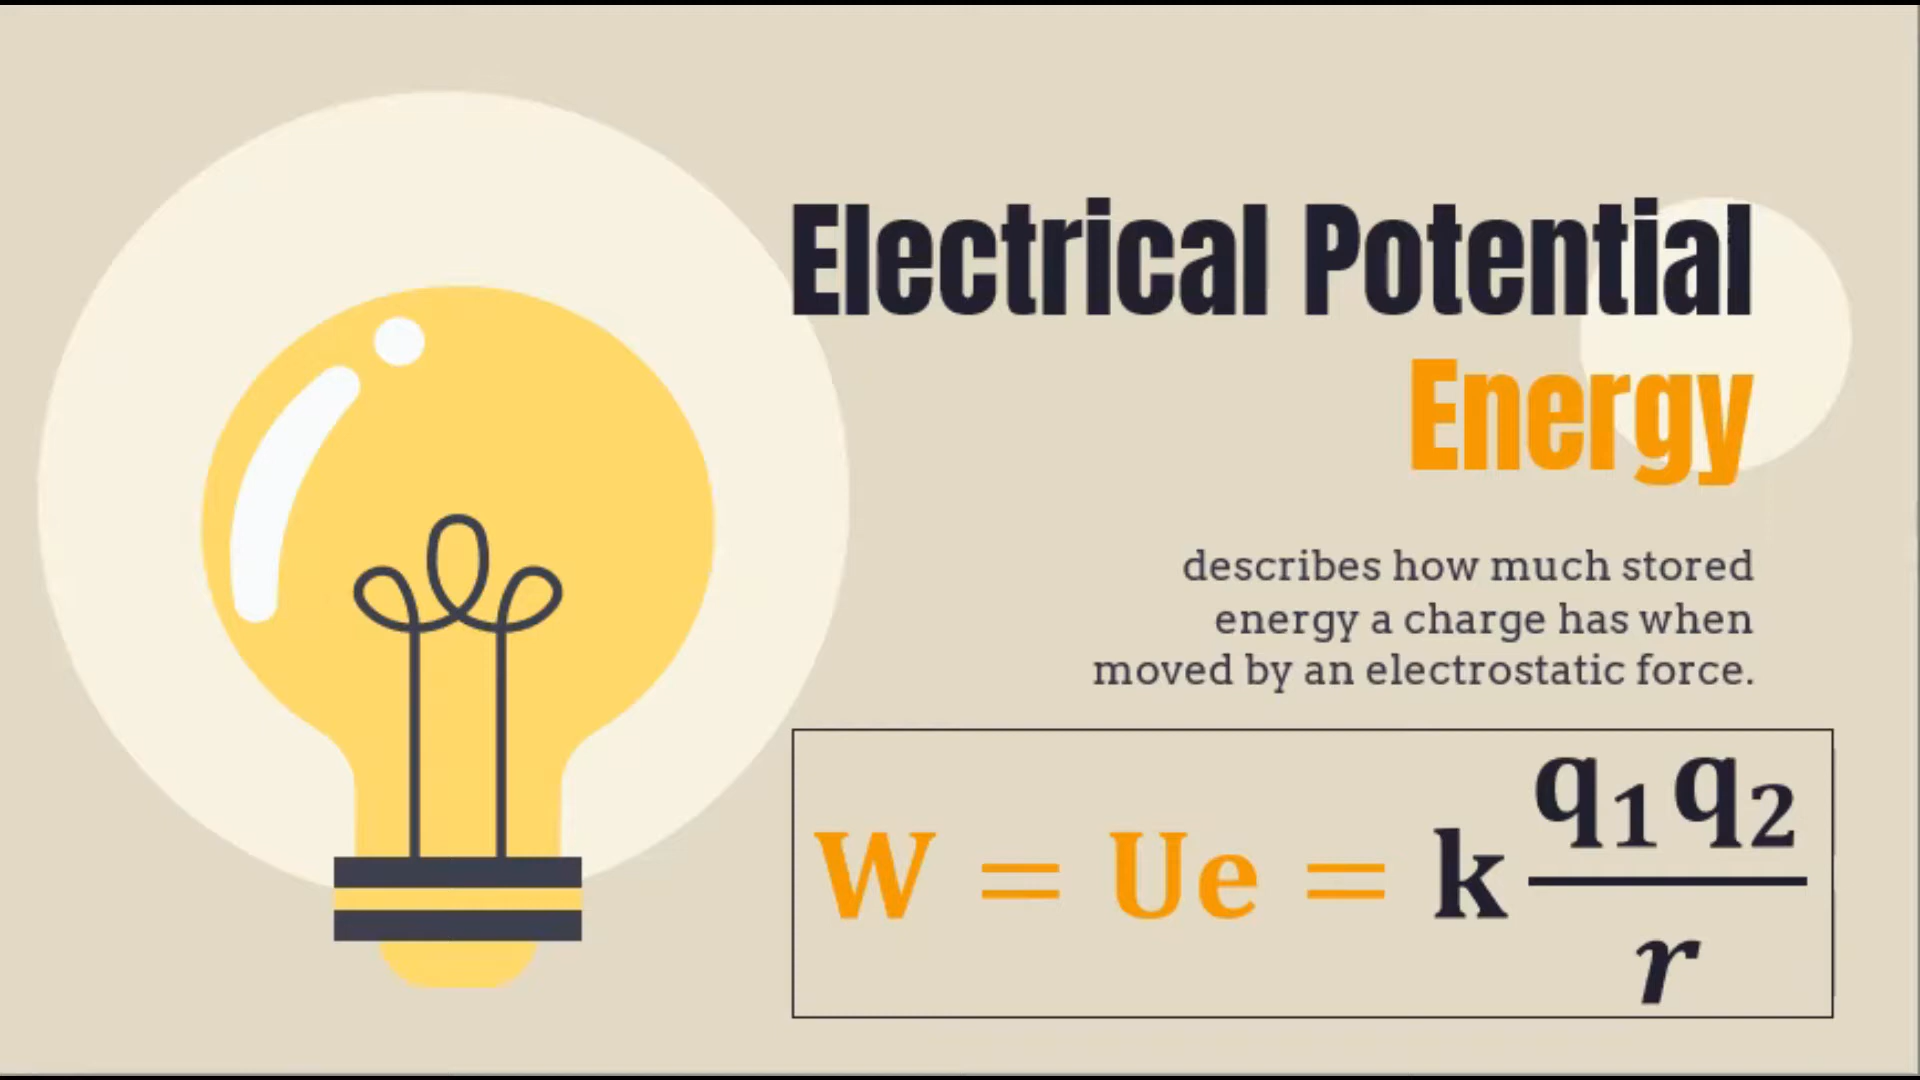 Electrical Potential
Energy
describes how much stored
energy a charge has when
moved by an electrostatic force.
W = Ue = k q₁q₂ / r